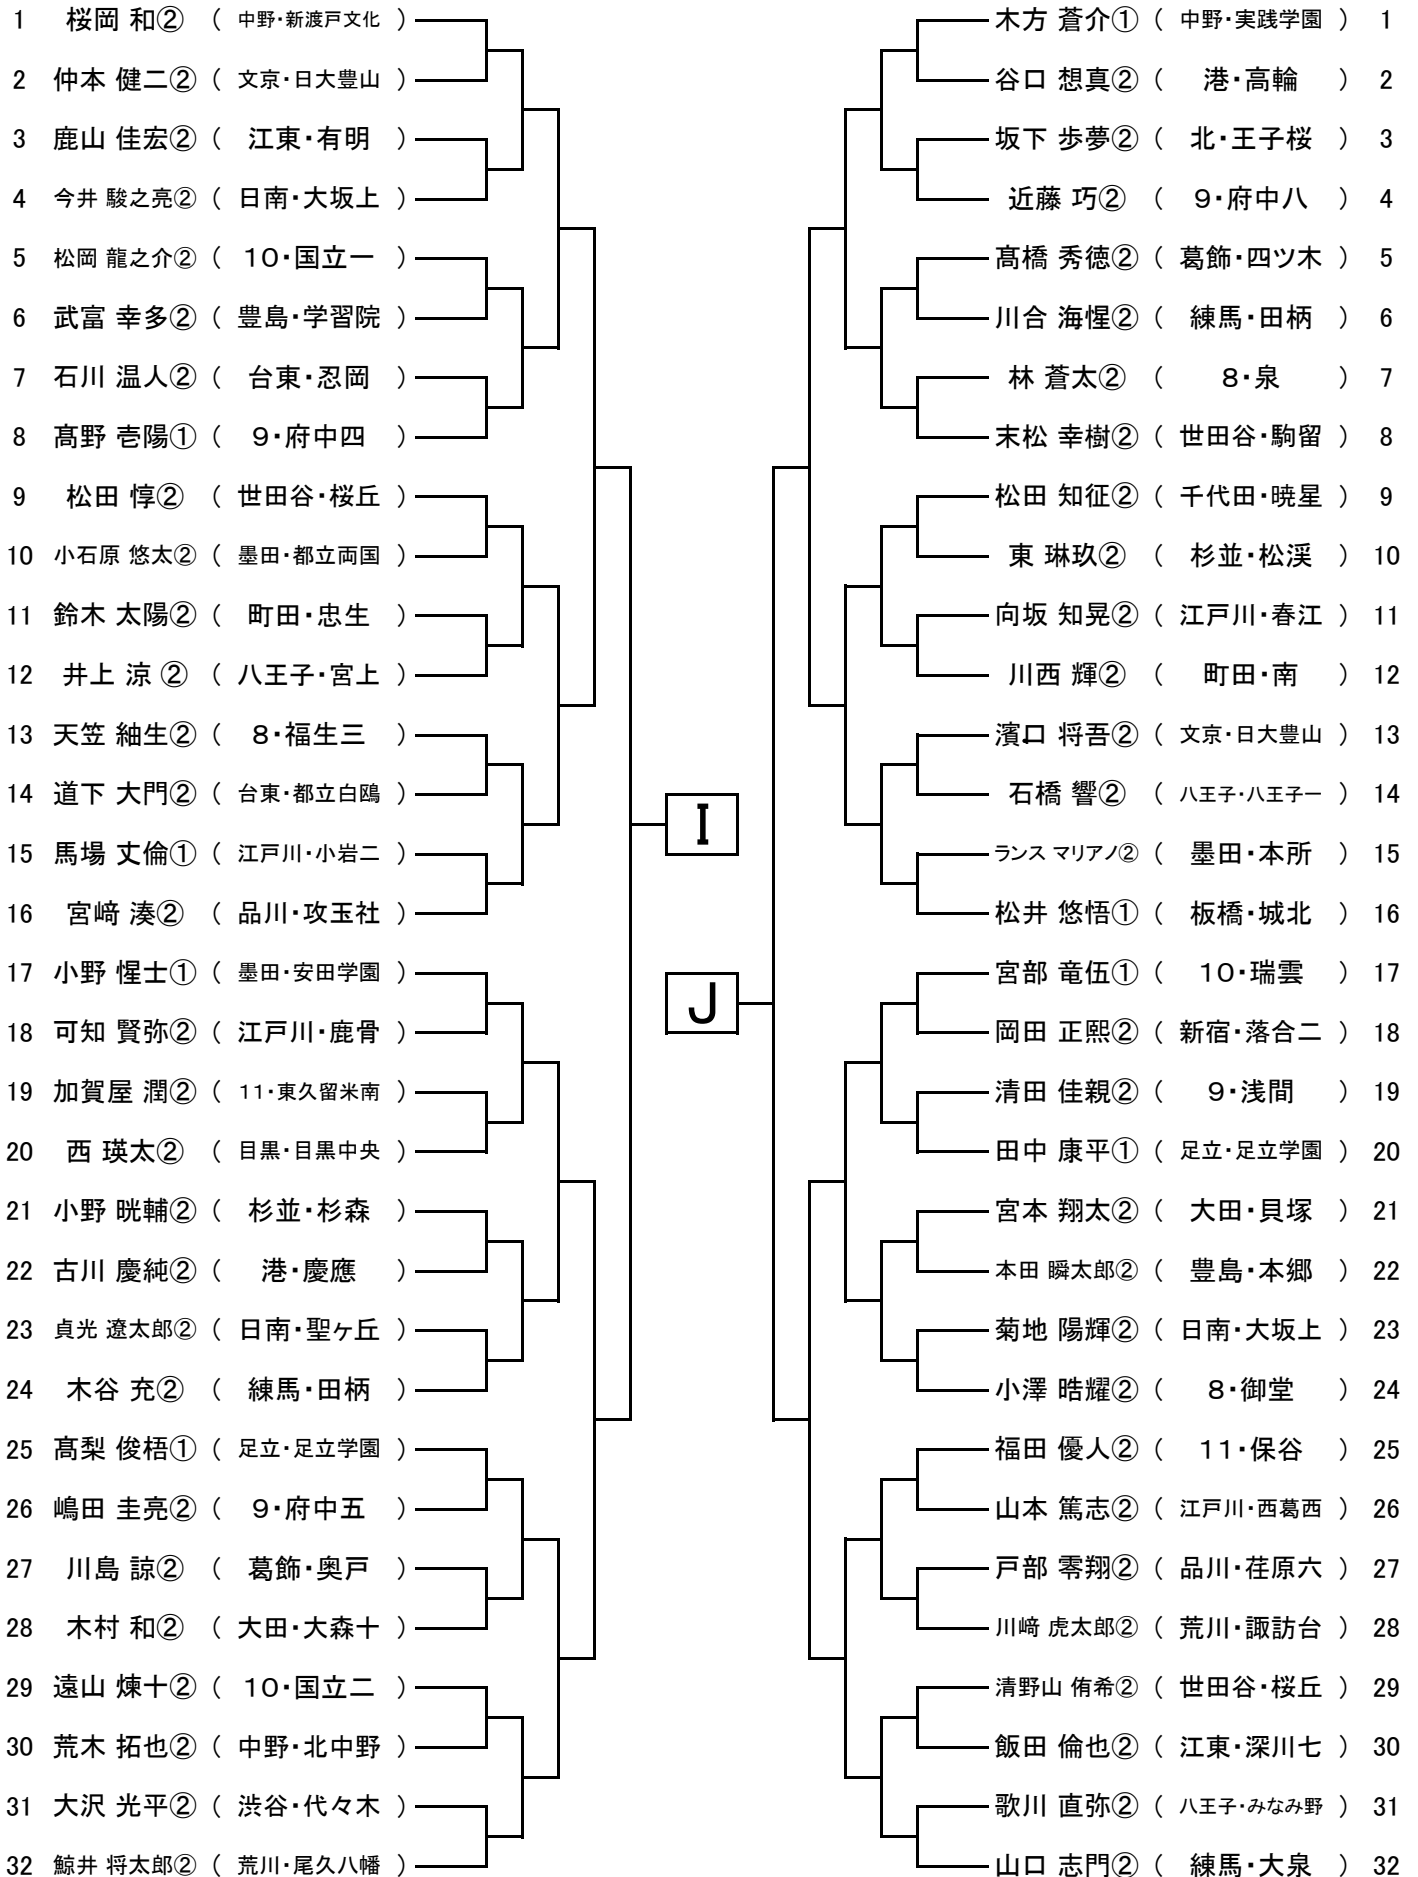 1 桜岡 和② ( 中野・新渡戸文化 )
2 仲本 健二② ( 文京・日大豊山 )
3 鹿山 佳宏② ( 江東・有明 )
4 今井 駿之亮② ( 日南・大坂上 )
5 松岡 龍之介② ( 10・国立一 )
6 武富 幸多② ( 豊島・学習院 )
7 石川 温人② ( 台東・忍岡 )
8 髙野 壱陽① ( 9・府中四 )
9 松田 惇② ( 世田谷・桜丘 )
10 小石原 悠太② ( 墨田・都立両国 )
11 鈴木 太陽② ( 町田・忠生 )
12 井上 涼 ② ( 八王子・宮上 )
13 天笠 紬生② ( 8・福生三 )
14 道下 大門② ( 台東・都立白鴎 )
15 馬場 丈倫① ( 江戸川・小岩二 )
16 宮﨑 湊② ( 品川・攻玉社 )
17 小野 惺士① ( 墨田・安田学園 )
18 可知 賢弥② ( 江戸川・鹿骨 )
19 加賀屋 潤② ( 11・東久留米南 )
20 西 瑛太② ( 目黒・目黒中央 )
21 小野 晄輔② ( 杉並・杉森 )
22 古川 慶純② ( 港・慶應 )
23 貞光 遼太郎② ( 日南・聖ヶ丘 )
24 木谷 充② ( 練馬・田柄 )
25 髙梨 俊梧① ( 足立・足立学園 )
26 嶋田 圭亮② ( 9・府中五 )
27 川島 諒② ( 葛飾・奥戸 )
28 木村 和② ( 大田・大森十 )
29 遠山 煉十② ( 10・国立二 )
30 荒木 拓也② ( 中野・北中野 )
31 大沢 光平② ( 渋谷・代々木 )
32 鯨井 将太郎② ( 荒川・尾久八幡 )
I
J
木方 蒼介① ( 中野・実践学園 ) 1
谷口 想真② ( 港・高輪 ) 2
坂下 歩夢② ( 北・王子桜 ) 3
近藤 巧② ( 9・府中八 ) 4
髙橋 秀徳② ( 葛飾・四ツ木 ) 5
川合 海惺② ( 練馬・田柄 ) 6
林 蒼太② ( 8・泉 ) 7
末松 幸樹② ( 世田谷・駒留 ) 8
松田 知征② ( 千代田・暁星 ) 9
東 琳玖② ( 杉並・松渓 ) 10
向坂 知晃② ( 江戸川・春江 ) 11
川西 輝② ( 町田・南 ) 12
濱口 将吾② ( 文京・日大豊山 ) 13
石橋 響② ( 八王子・八王子一 ) 14
ランス マリアノ② ( 墨田・本所 ) 15
松井 悠悟① ( 板橋・城北 ) 16
宮部 竜伍① ( 10・瑞雲 ) 17
岡田 正熙② ( 新宿・落合二 ) 18
清田 佳親② ( 9・浅間 ) 19
田中 康平① ( 足立・足立学園 ) 20
宮本 翔太② ( 大田・貝塚 ) 21
本田 瞬太郎② ( 豊島・本郷 ) 22
菊地 陽輝② ( 日南・大坂上 ) 23
小澤 晧耀② ( 8・御堂 ) 24
福田 優人② ( 11・保谷 ) 25
山本 篤志② ( 江戸川・西葛西 ) 26
戸部 零翔② ( 品川・荏原六 ) 27
川﨑 虎太郎② ( 荒川・諏訪台 ) 28
清野山 侑希② ( 世田谷・桜丘 ) 29
飯田 倫也② ( 江東・深川七 ) 30
歌川 直弥② ( 八王子・みなみ野 ) 31
山口 志門② ( 練馬・大泉 ) 32